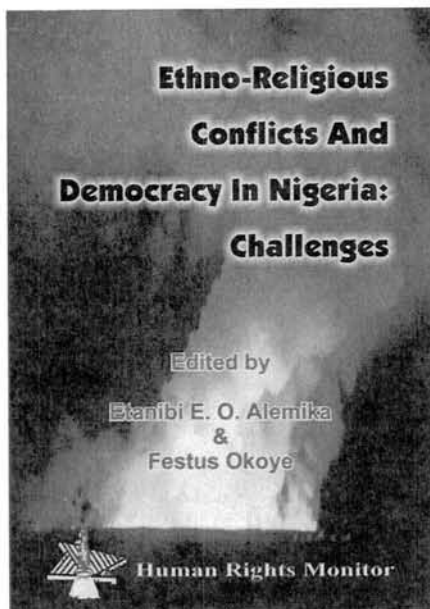 Ethno-Religious
Conflicts And
Democracy In Nigeria:
Challenges
Edited by
Etanibi E. O. Alemika
&
Festus Okoye
Human Rights Monitor